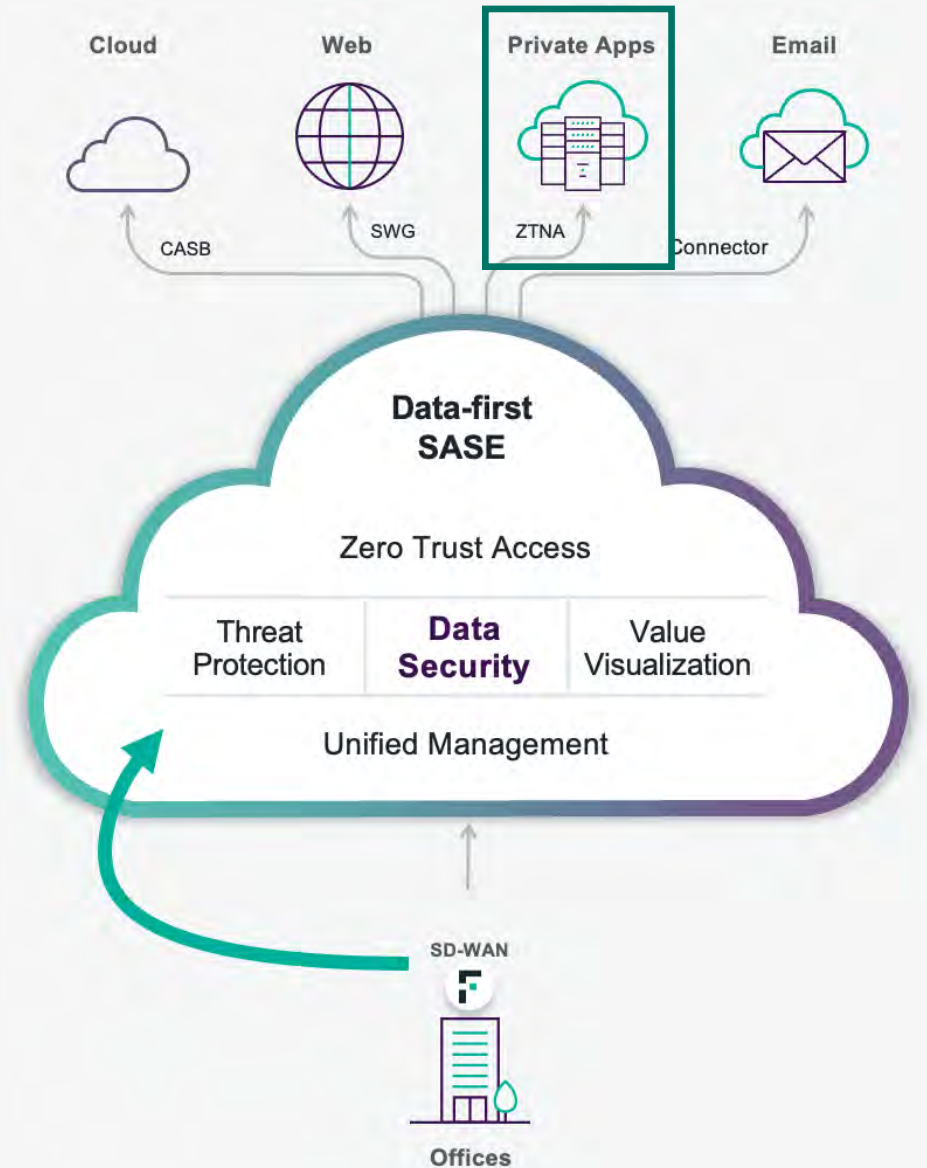 Cloud
Web
Private Apps
Email
CASB
SWG
ZTNA
Connector
Data-first
SASE
Zero Trust Access
Threat
Protection
Data
Security
Value
Visualization
Unified Management
SD-WAN
Offices